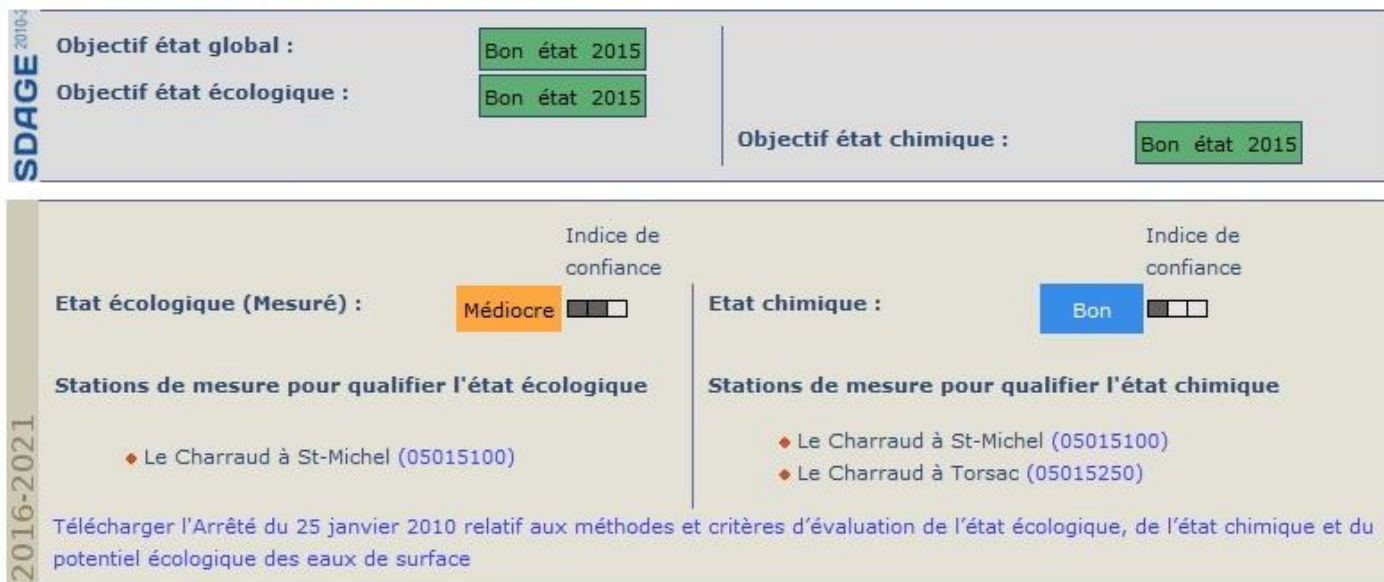 SDAGE 2010-2
Objectif état global :
Bon état 2015
Objectif état écologique :
Bon état 2015
Objectif état chimique :
Bon état 2015
2016-2021
Indice de
confiance
Etat écologique (Mesuré) :
Médiocre
Stations de mesure pour qualifier l'état écologique
Le Charraud à St-Michel (05015100)
Indice de
confiance
Etat chimique :
Bon
Stations de mesure pour qualifier l'état chimique
Le Charraud à St-Michel (05015100)
Le Charraud à Torsac (05015250)
Télécharger l'Arrêté du 25 janvier 2010 relatif aux méthodes et critères d’évaluation de l’état écologique, de l’état chimique et du
potentiel écologique des eaux de surface